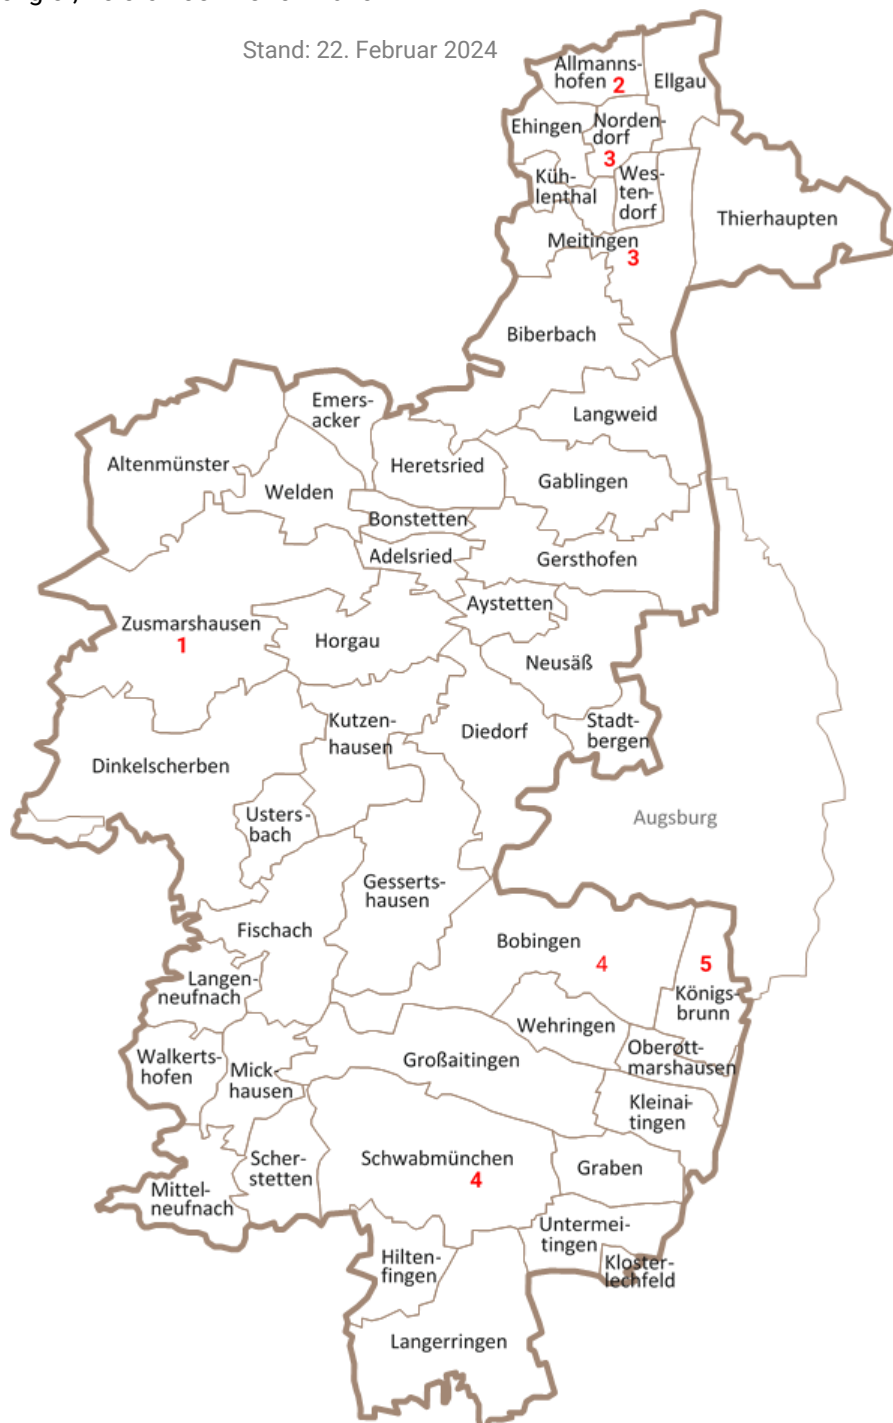 Stand: 22. Februar 2024
Allmanns-
hofen 2
Ellgau
Ehingen
Norden-
dorf
3
Küh-
lenthal
Wes-
ten-
dorf
Thierhaupten
Meitingen
3
Biberbach
Emers-
acker
Langweid
Altenmünster
Heretsried
Gablingen
Welden
Bonstetten
Adelsried
Gersthofen
Aystetten
Zusmarshausen
1
Horgau
Neusäß
Kutzen-
hausen
Diedorf
Stadt-
bergen
Dinkelscherben
Usters-
bach
Augsburg
Gesserts-
hausen
Fischach
Bobingen
4
5
Königs-
brunn
Langen-
neufnach
Wehringen
Oberott-
marshausen
Walkerts-
hofen
Mick-
hausen
Großaitingen
Kleinai-
tingen
Scher-
stetten
Schwabmünchen
4
Graben
Mittel-
neufnach
Untermei-
tingen
Hilten-
fingen
Kloster-
lechfeld
Langerringen